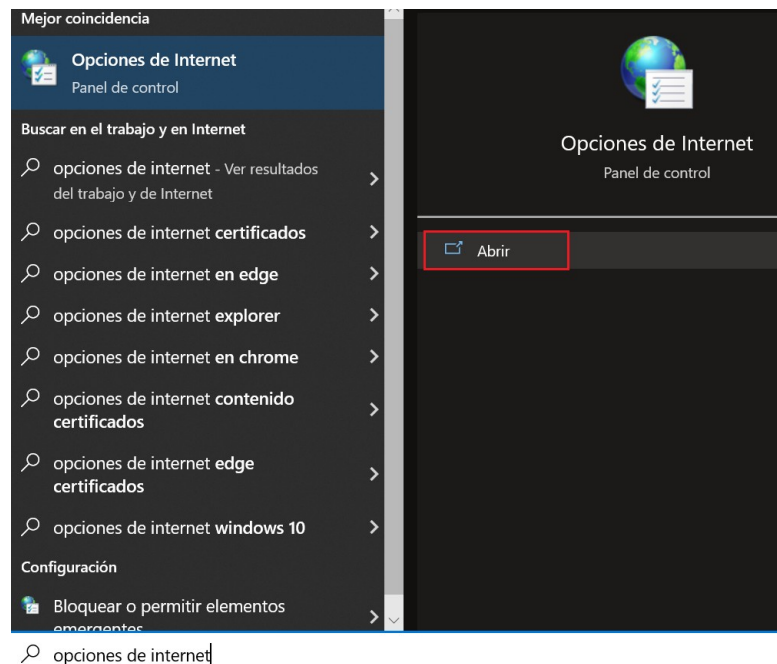 Mejor coincidencia
Opciones de Internet
Panel de control
Buscar en el trabajo y en Internet
opciones de internet - Ver resultados
del trabajo y de Internet
opciones de internet certificados
opciones de internet en edge
opciones de internet explorer
opciones de internet en chrome
opciones de internet contenido
certificados
opciones de internet edge
certificados
opciones de internet windows 10
Configuración
Bloquear o permitir elementos
emergentes
opciones de internet
Opciones de Internet
Panel de control
Abrir